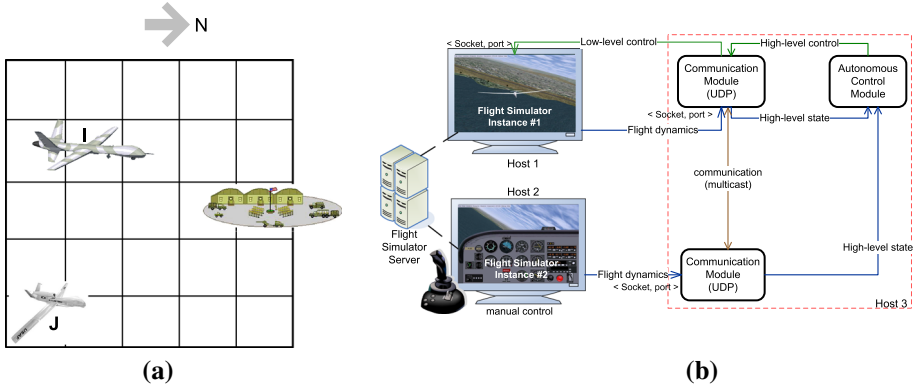 N
I
J
(a)
< Socket, port >
Low-level control
High-level control
Flight Simulator
Instance #1
Communication
Module
(UDP)
Autonomous
Control
Module
< Socket, port >
Flight dynamics
High-level state
Host 1
communication
(multicast)
Host 2
Flight
Simulator
Server
Flight Simulator
Instance #2
manual control
Flight dynamics
< Socket, port >
Communication
Module
(UDP)
High-level state
Host 3
(b)